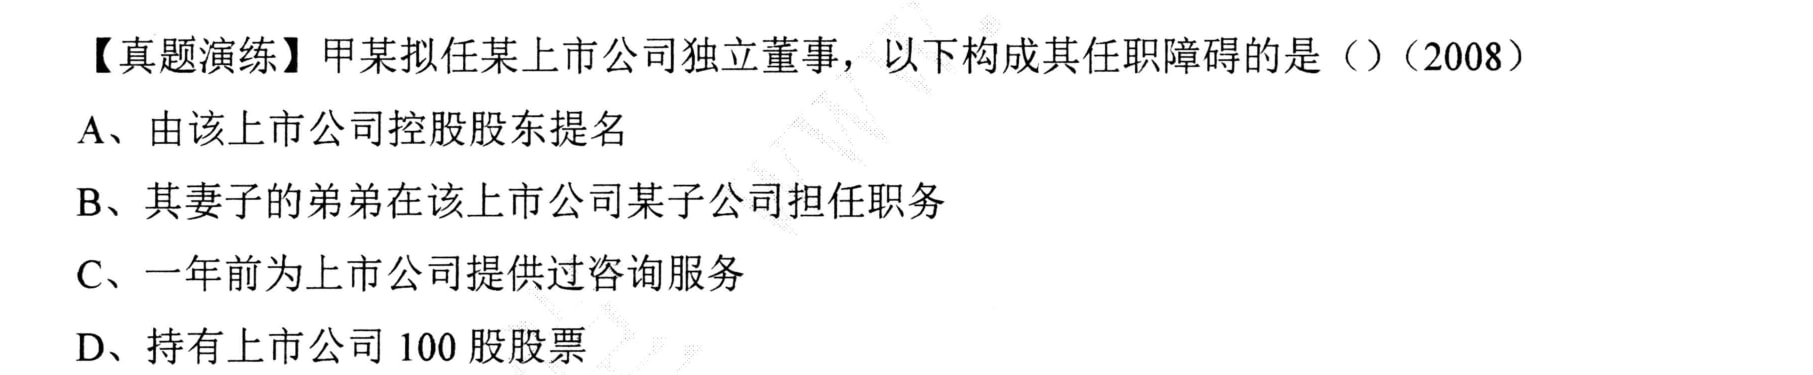 【真题演练】甲某拟任某上市公司独立董事，以下构成其任职障碍的是（）（2008）
A、由该上市公司控股股东提名
B、其妻子的弟弟在该上市公司某子公司担任职务
C、一年前为上市公司提供过咨询服务
D、持有上市公司 100 股股票